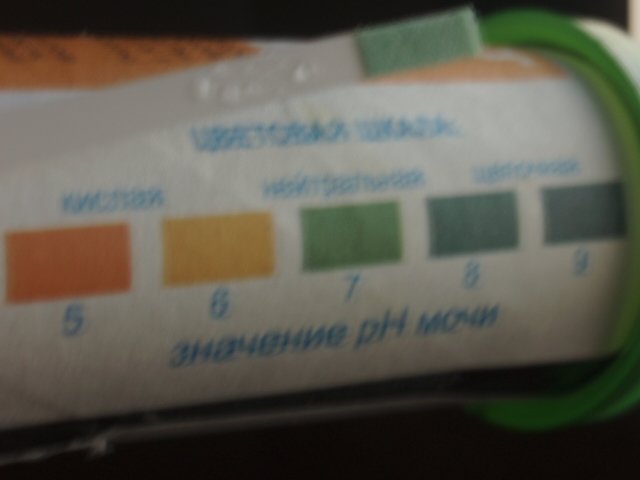 ЦВЕТОВАЯ ШКАЛА:
кислая нейтральная щелочная
5 6 7 8 9
значение pH мочи